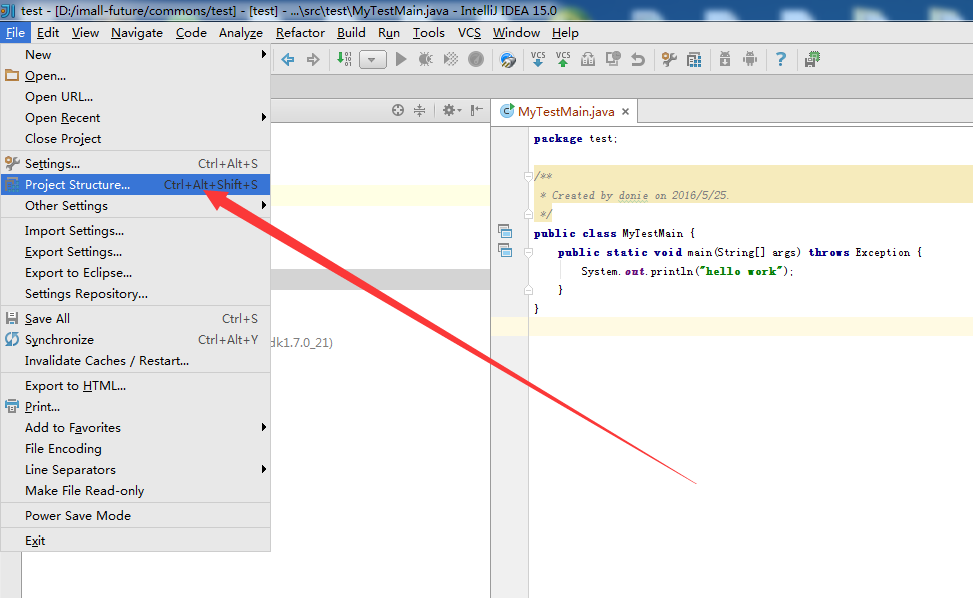 test - [D:/imall-future/commons/test] - [test] - ...\src\test\MyTestMain.java - IntelliJ IDEA 15.0
File Edit View Navigate Code Analyze Refactor Build Run Tools VCS Window Help
New
Open...
Open URL...
Open Recent
Close Project
Settings... Ctrl+Alt+S
Project Structure... Ctrl+Alt+Shift+S
Other Settings
Import Settings...
Export Settings...
Export to Eclipse...
Settings Repository...
Save All Ctrl+S
Synchronize Ctrl+Alt+Y
Invalidate Caches / Restart...
Export to HTML...
Print...
Add to Favorites
File Encoding
Line Separators
Make File Read-only
Power Save Mode
Exit
VCS VCS
dk1.7.0_21)
MyTestMain.java
package test;
/**
* Created by donie on 2016/5/25.
*/
public class MyTestMain {
public static void main(String[] args) throws Exception {
System.out.println("hello work");
}
}